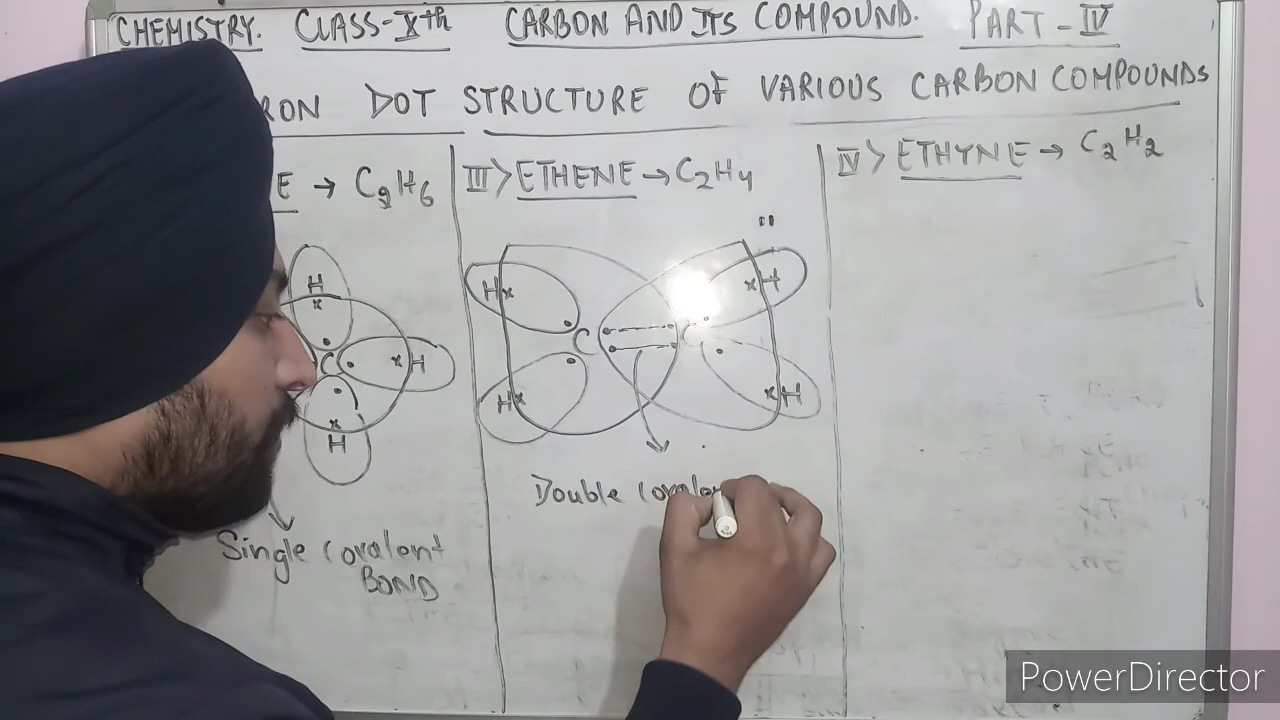 CHEMISTRY. CLASS-Xth CARBON AND ITS COMPOUND. PART-IV
RON DOT STRUCTURE OF VARIOUS CARBON COMPOUNDS
E → C2H6
H
x
C x H
x
H
Single covalent
BOND
III> ETHENE → C2H4
"
H x x H
C C
H x x H
Double covalen
IV> ETHYNE → C2H2
PowerDirector